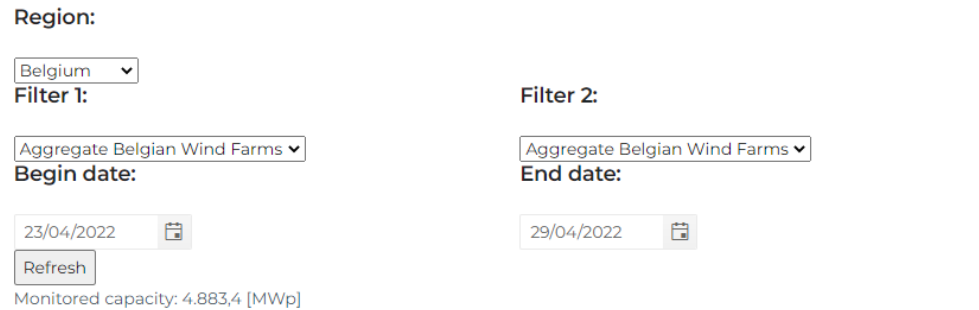 Region:
Belgium
Filter 1:
Filter 2:
Aggregate Belgian Wind Farms
Aggregate Belgian Wind Farms
Begin date:
End date:
23/04/2022
29/04/2022
Refresh
Monitored capacity: 4.883,4 [MWp]